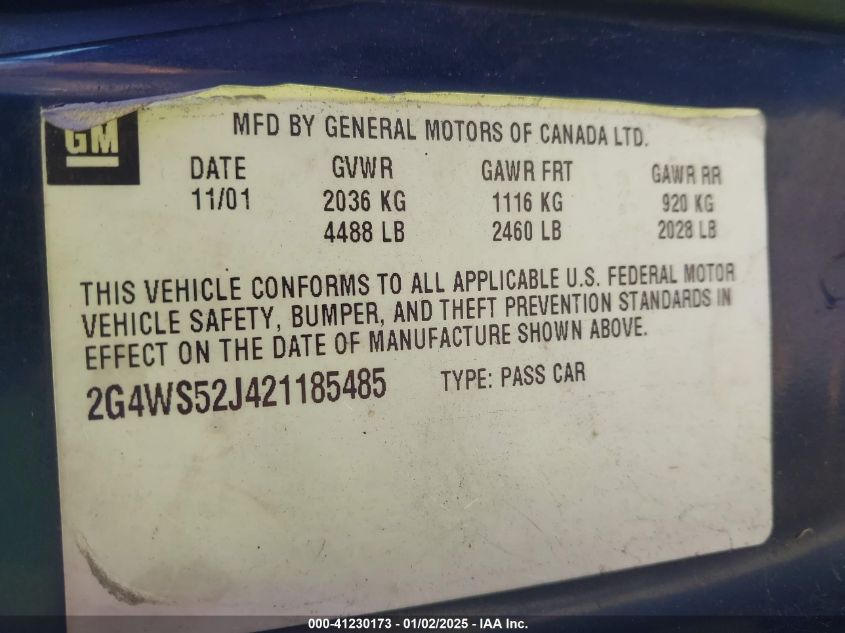 GM
MFD BY GENERAL MOTORS OF CANADA LTD.
DATE GVWR GAWR FRT GAWR RR
11/01 2036 KG 1116 KG 920 KG
4488 LB 2460 LB 2028 LB
THIS VEHICLE CONFORMS TO ALL APPLICABLE U.S. FEDERAL MOTOR
VEHICLE SAFETY, BUMPER, AND THEFT PREVENTION STANDARDS IN
EFFECT ON THE DATE OF MANUFACTURE SHOWN ABOVE.
2G4WS52J421185485 TYPE: PASS CAR
000-41230173 - 01/02/2025 - IAA Inc.